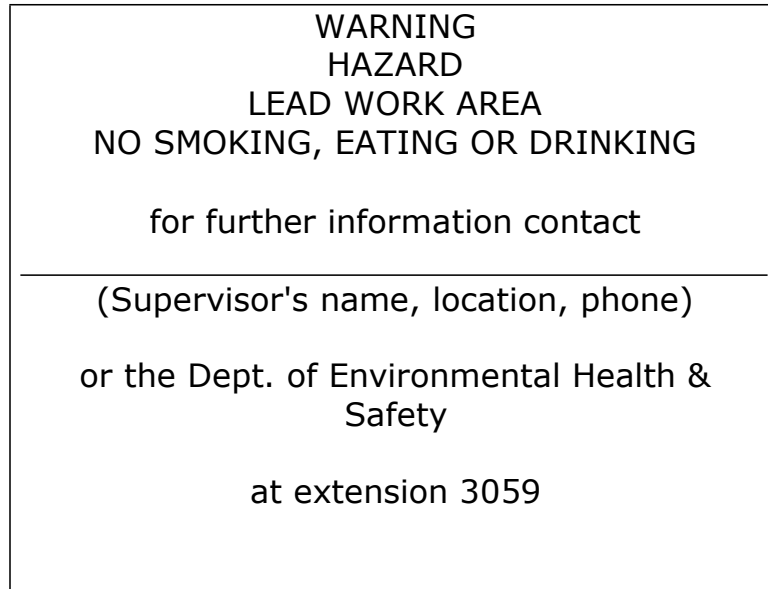 WARNING
HAZARD
LEAD WORK AREA
NO SMOKING, EATING OR DRINKING
for further information contact
(Supervisor's name, location, phone)
or the Dept. of Environmental Health &
Safety
at extension 3059